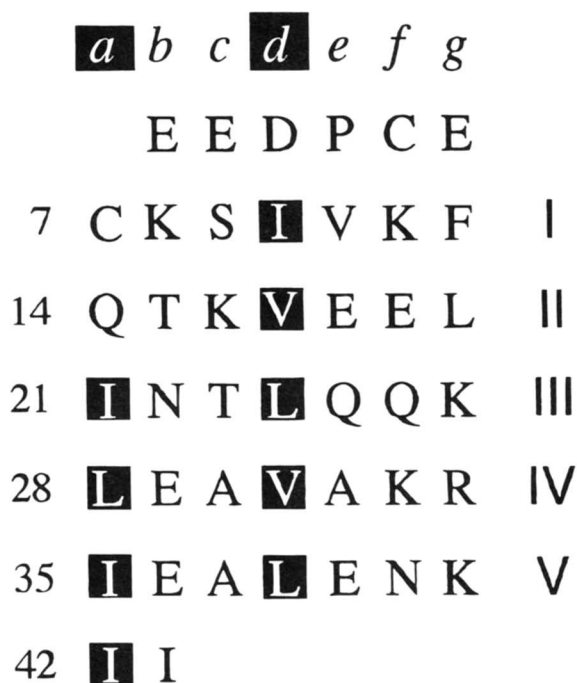 a b c d e f g
E E D P C E
7 C K S I V K F I
14 Q T K V E E L II
21 I N T L Q Q K III
28 L E A V A K R IV
35 I E A L E N K V
42 I I